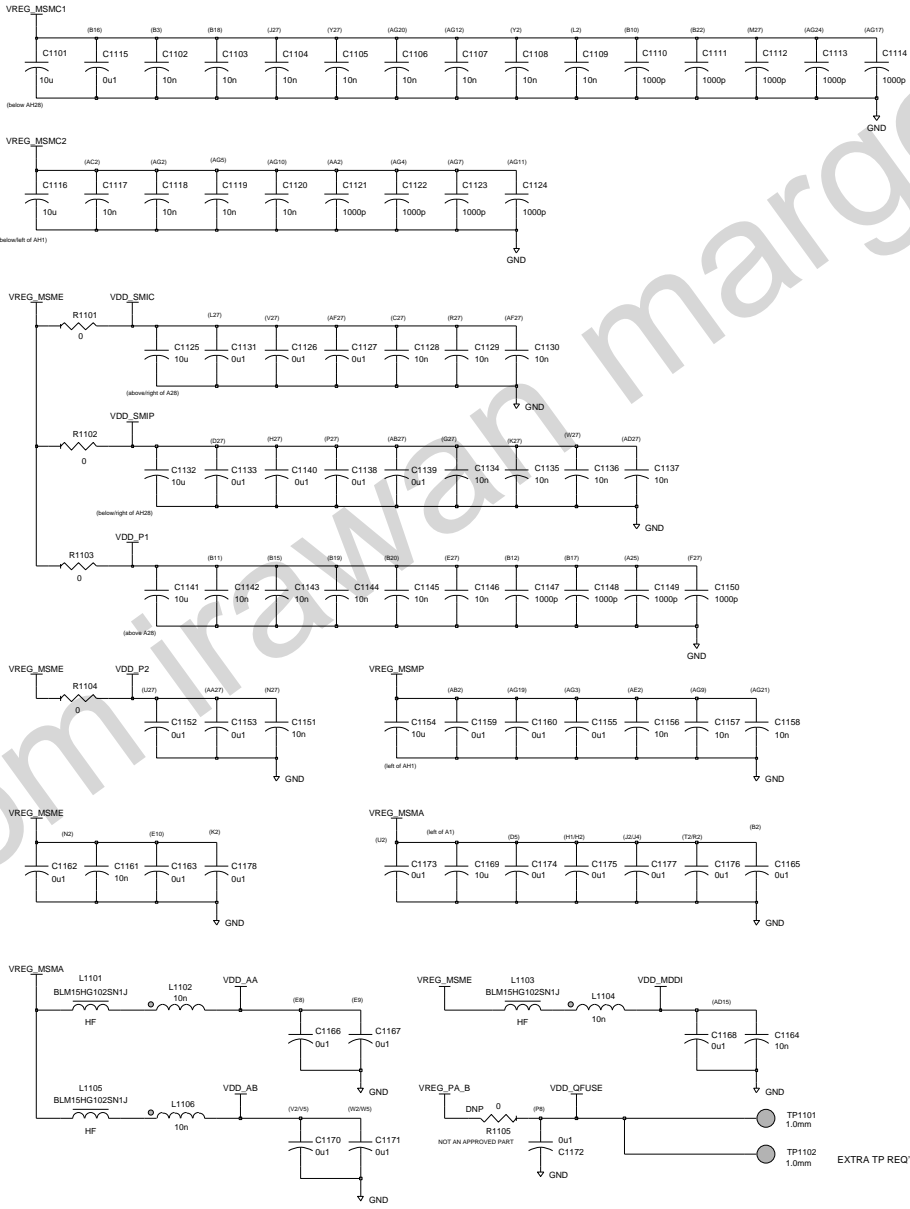 VREG_MSMC1
(B16) (B3) (B18) (J27) (Y27) (AG20) (AG12) (Y2) (L2) (B10) (B22) (M27) (AG24) (AG17)
C1101 C1115 C1102 C1103 C1104 C1105 C1106 C1107 C1108 C1109 C1110 C1111 C1112 C1113 C1114
10u 0u1 10n 10n 10n 10n 10n 10n 10n 10n 1000p 1000p 1000p 1000p 1000p
(below AH28)
GND
VREG_MSMC2
(AC2) (AG2) (AG5) (AG10) (AA2) (AG4) (AG7) (AG11)
C1116 C1117 C1118 C1119 C1120 C1121 C1122 C1123 C1124
10u 10n 10n 10n 10n 1000p 1000p 1000p 1000p
below/left of AH1)
GND
VREG_MSME VDD_SMIC
R1101
0
(L27) (V27) (AF27) (C27) (R27) (AF27)
C1125 C1131 C1126 C1127 C1128 C1129 C1130
10u 0u1 0u1 0u1 10n 10n 10n
(above/right of A28)
GND
VDD_SMIP
R1102
0
(D27) (H27) (P27) (AB27) (G27) (K27) (W27) (AD27)
C1132 C1133 C1140 C1138 C1139 C1134 C1135 C1136 C1137
10u 0u1 0u1 0u1 0u1 10n 10n 10n 10n
(below/right of AH28)
GND
VDD_P1
R1103
0
(B11) (B15) (B19) (B20) (E27) (B12) (B17) (A25) (F27)
C1141 C1142 C1143 C1144 C1145 C1146 C1147 C1148 C1149 C1150
10u 10n 10n 10n 10n 10n 1000p 1000p 1000p 1000p
(above A28)
GND
VREG_MSME VDD_P2
R1104
0
(U27) (AA27) (N27)
C1152 C1153 C1151
0u1 0u1 10n
GND
VREG_MSMP
(AB2) (AG19) (AG3) (AE2) (AG9) (AG21)
C1154 C1159 C1160 C1155 C1156 C1157 C1158
10u 0u1 0u1 0u1 10n 10n 10n
(left of AH1)
GND
VREG_MSME
(N2) (E10) (K2)
C1162 C1161 C1163 C1178
0u1 10n 0u1 0u1
GND
VREG_MSMA
(U2) (left of A1) (D5) (H1/H2) (J2/J4) (T2/R2) (B2)
C1173 C1169 C1174 C1175 C1177 C1176 C1165
0u1 10u 0u1 0u1 0u1 0u1 0u1
GND
VREG_MSMA
L1101
BLM15HG102SN1J
HF
L1102
10n
VDD_AA
(E8) (E9)
C1166 C1167
0u1 0u1
GND
VREG_MSME
L1103
BLM15HG102SN1J
HF
L1104
10n
VDD_MDDI
(AD15)
C1168 C1164
0u1 10n
GND
L1105
BLM15HG102SN1J
HF
L1106
10n
VDD_AB
(V2/V5) (W2/W5)
C1170 C1171
0u1 0u1
GND
VREG_PA_B VDD_QFUSE
DNP 0
R1105
NOT AN APPROVED PART
(P8)
0u1
C1172
GND
TP1101
1.0mm
TP1102
1.0mm
EXTRA TP REQ'
om irawan marge